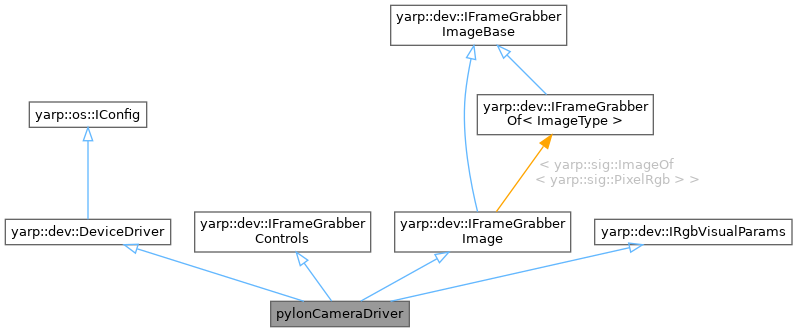 yarp::dev::IFrameGrabber
ImageBase
yarp::os::IConfig
yarp::dev::IFrameGrabber
Of< ImageType >
< yarp::sig::ImageOf
< yarp::sig::PixelRgb > >
yarp::dev::DeviceDriver
yarp::dev::IFrameGrabber
Controls
yarp::dev::IFrameGrabber
Image
yarp::dev::IRgbVisualParams
pylonCameraDriver